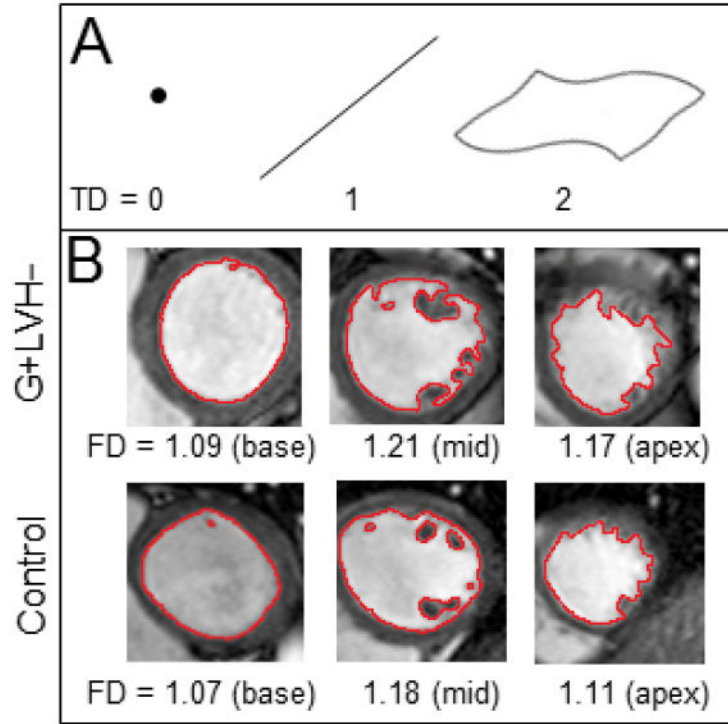 A
TD = 0 1 2
B
G+LVH−
FD = 1.09 (base) 1.21 (mid) 1.17 (apex)
Control
FD = 1.07 (base) 1.18 (mid) 1.11 (apex)